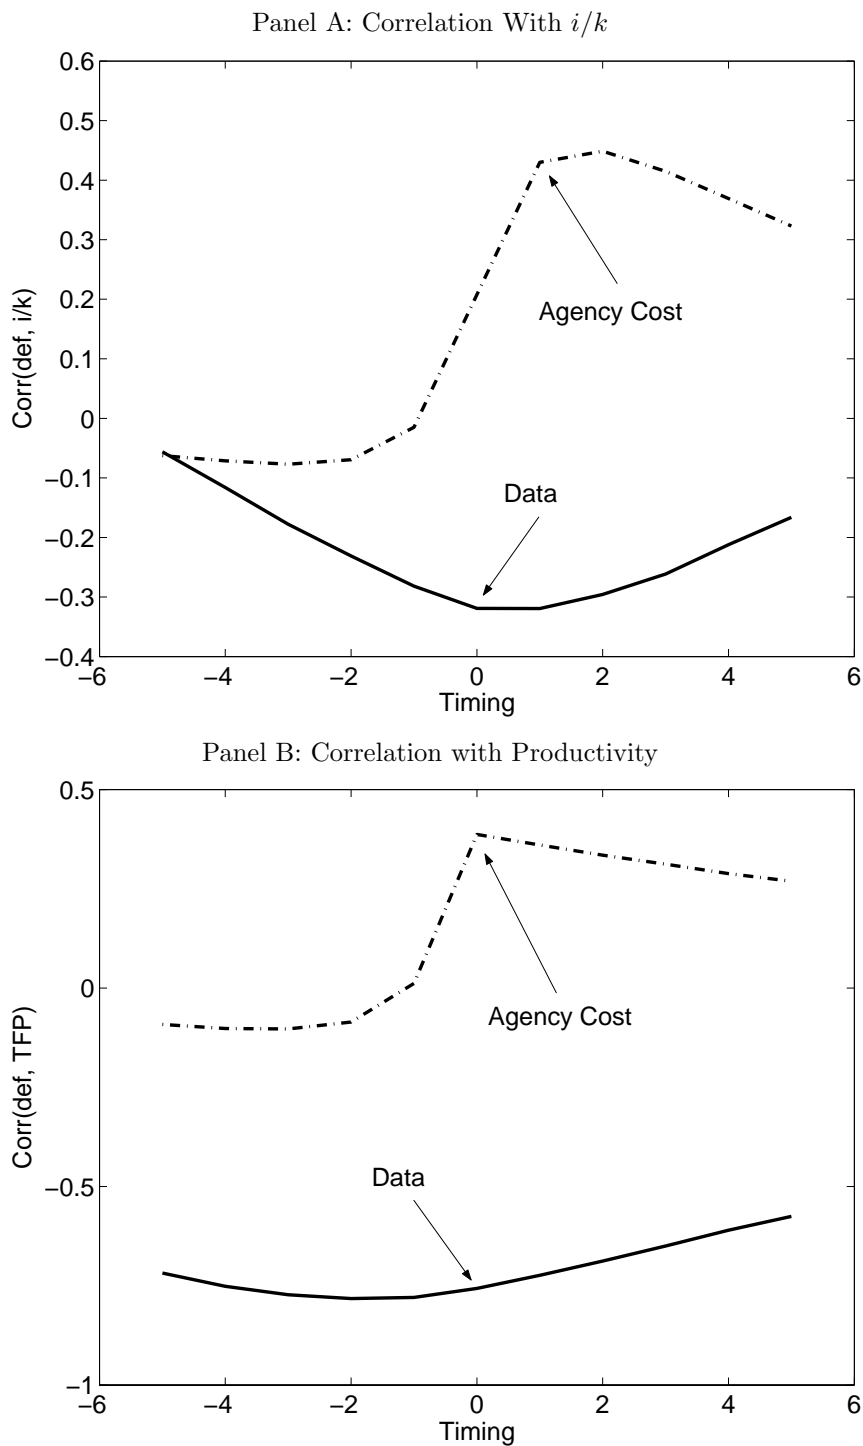 Panel A: Correlation With i/k
0.6
0.5
0.4
0.3
0.2
0.1
0
−0.1
−0.2
−0.3
−0.4
Corr(def, i/k)
Agency Cost
Data
−6 −4 −2 0 2 4 6
Timing
Panel B: Correlation with Productivity
0.5
0
−0.5
−1
Corr(def, TFP)
Agency Cost
Data
−6 −4 −2 0 2 4 6
Timing